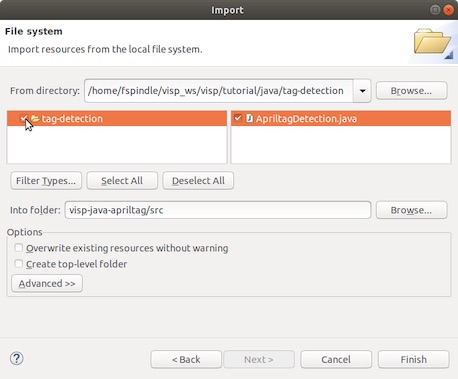 Import
File system
Import resources from the local file system.
From directory: /home/fspindle/visp_ws/visp/tutorial/java/tag-detection Browse...
tag-detection AprilTagDetection.java
Filter Types... Select All Deselect All
Into folder: visp-java-apriltag/src Browse...
Options
Overwrite existing resources without warning
Create top-level folder
Advanced >>
? < Back Next > Cancel Finish